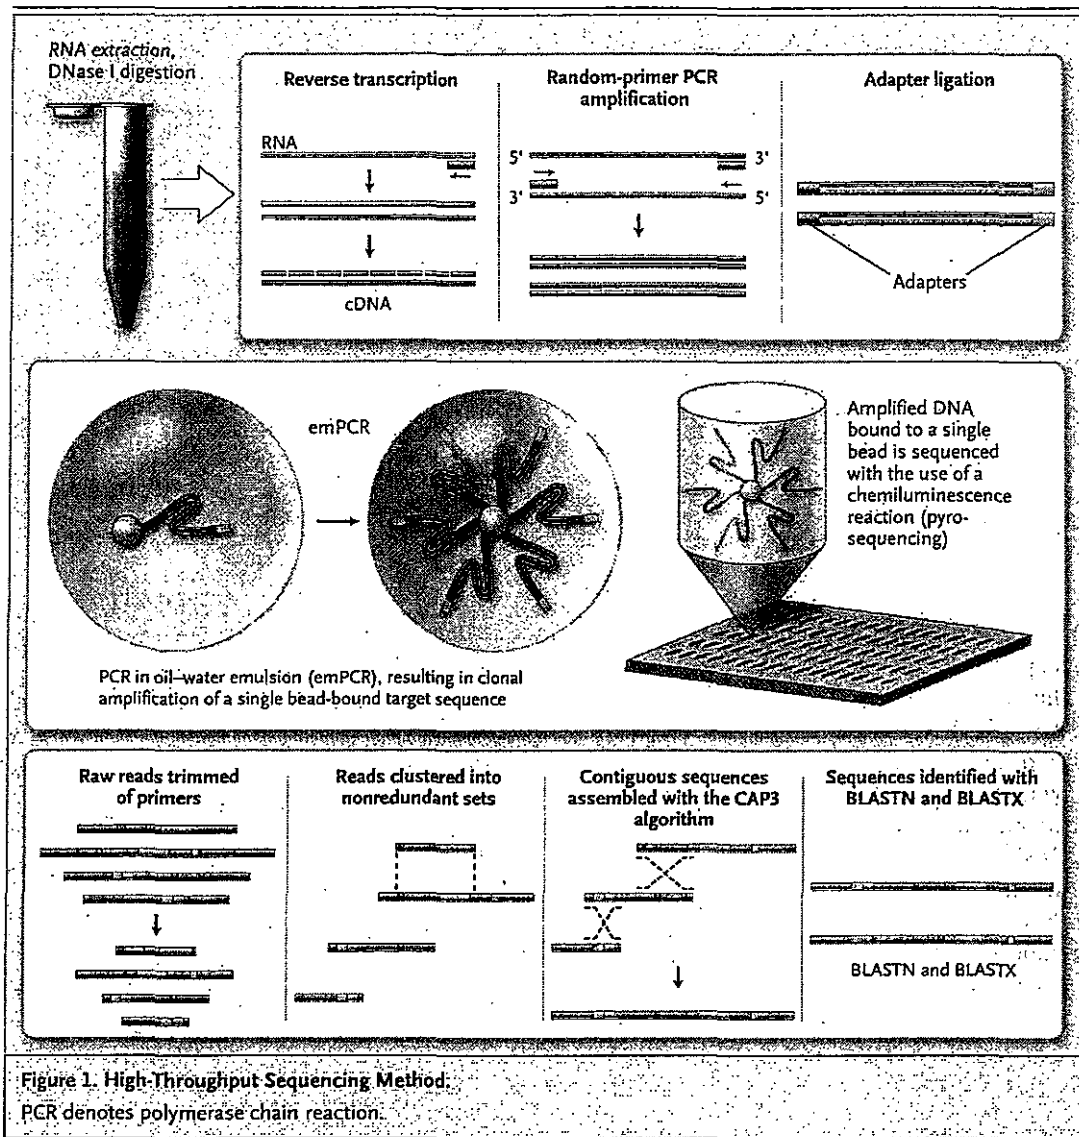 RNA extraction,
DNase I digestion
Reverse transcription
RNA
cDNA
Random-primer PCR
amplification
5'
3'
3'
5'
Adapter ligation
Adapters
emPCR
PCR in oil–water emulsion (emPCR), resulting in clonal
amplification of a single bead-bound target sequence
Amplified DNA
bound to a single
bead is sequenced
with the use of a
chemiluminescence
reaction (pyro-
sequencing)
Raw reads trimmed
of primers
Reads clustered into
nonredundant sets
Contiguous sequences
assembled with the CAP3
algorithm
Sequences identified with
BLASTN and BLASTX
BLASTN and BLASTX
Figure 1. High-Throughput Sequencing Method.
PCR denotes polymerase chain reaction.